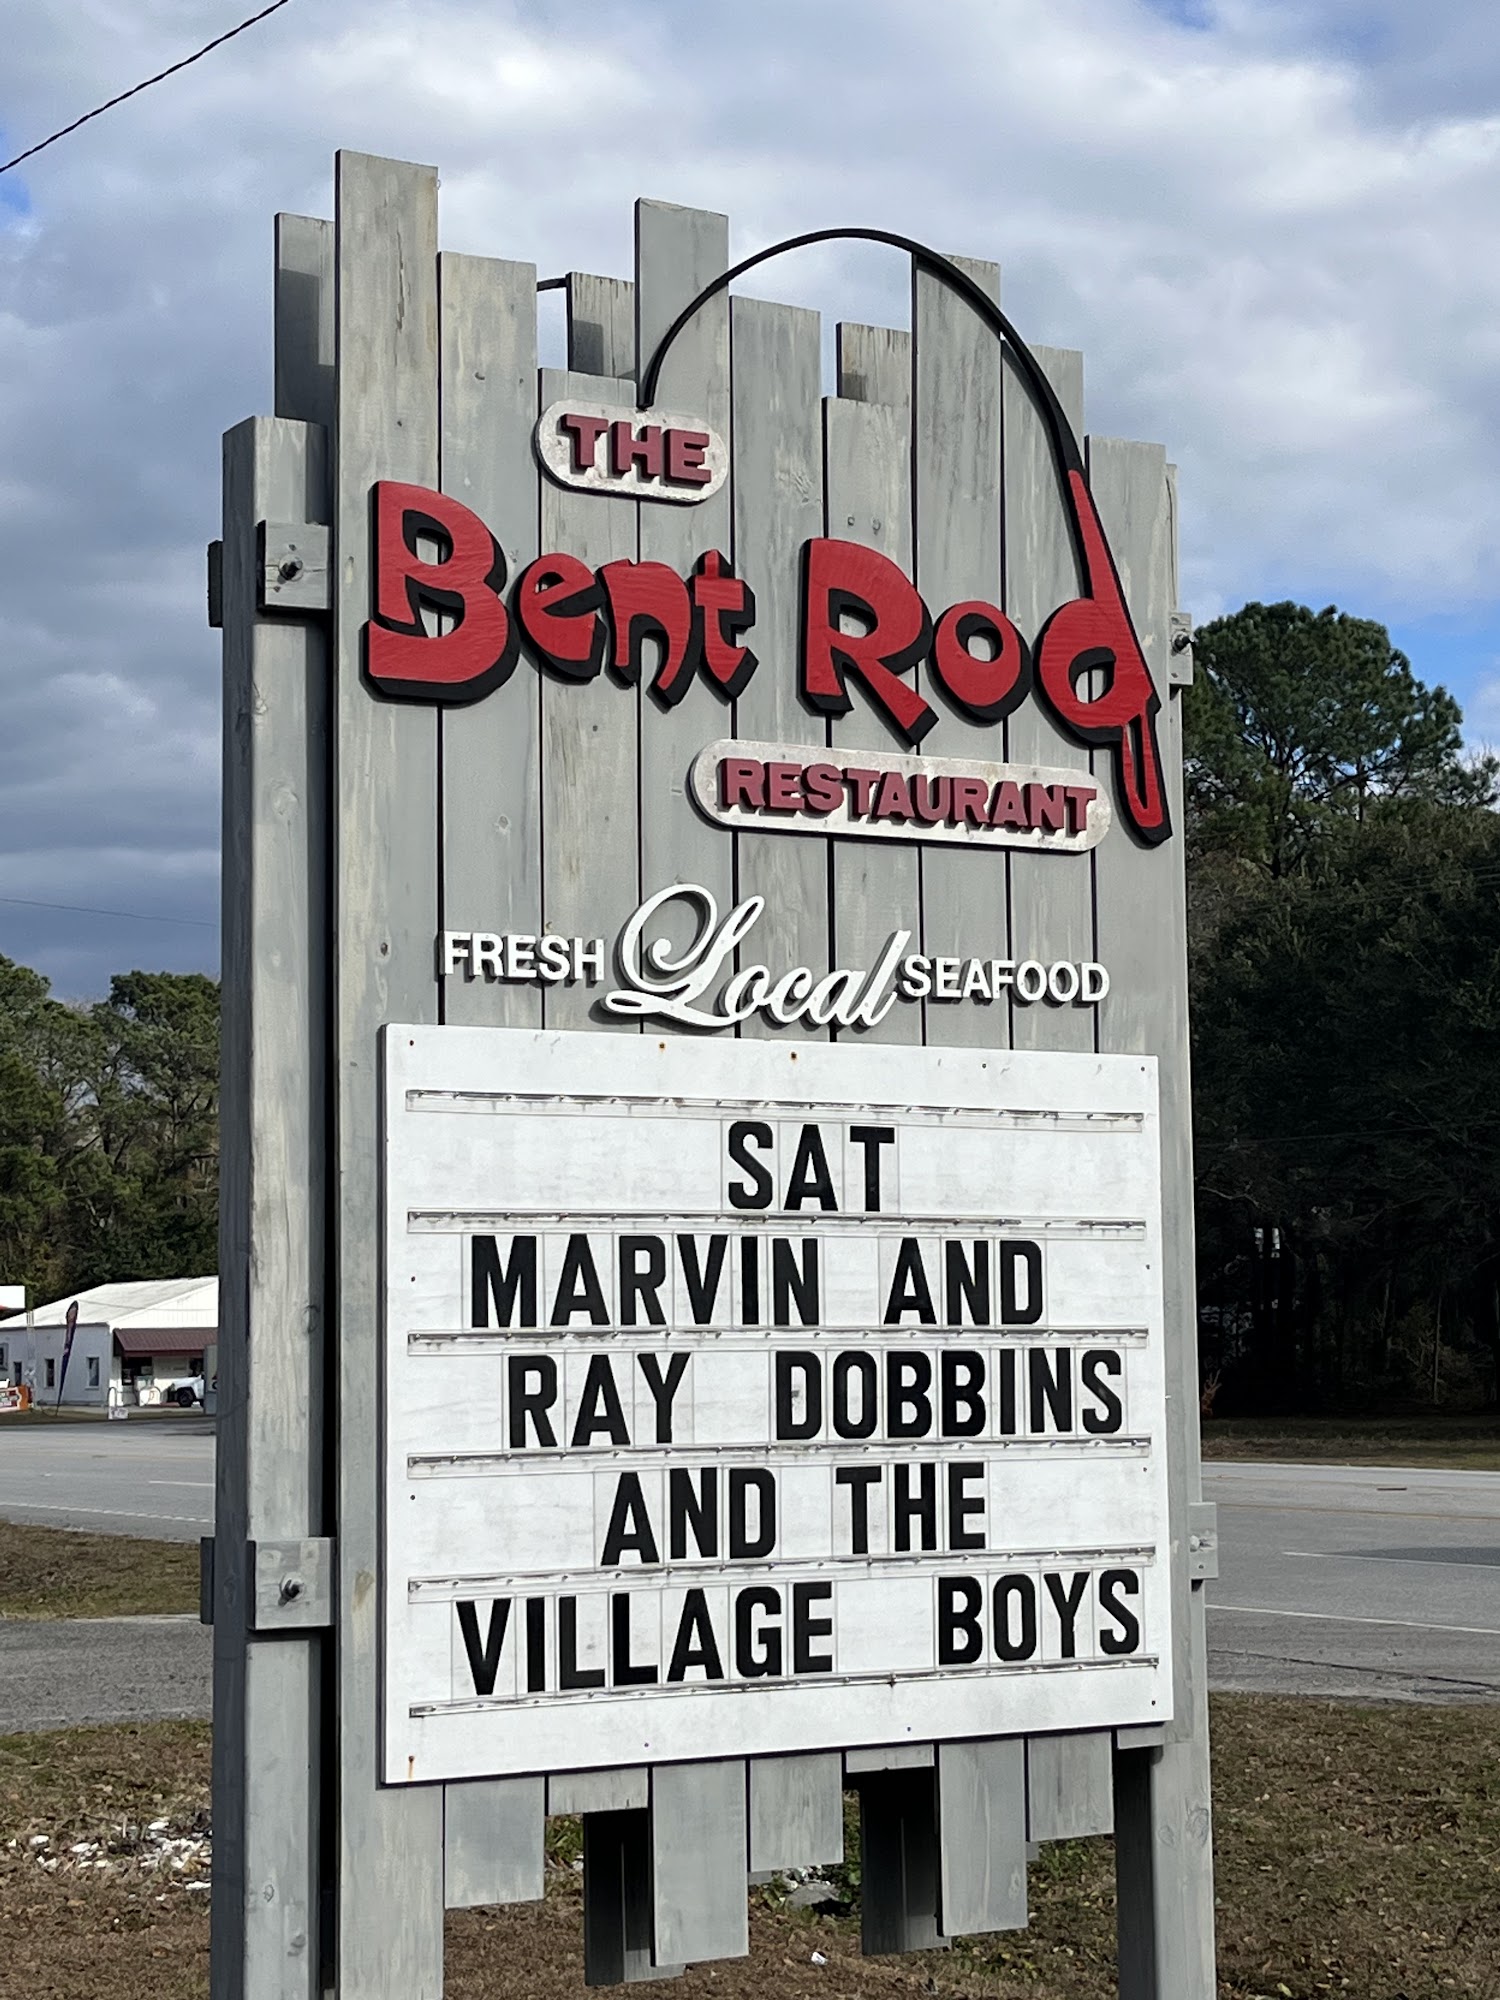 THE
Bent Rod
RESTAURANT
FRESH Local SEAFOOD
SAT
MARVIN AND
RAY DOBBINS
AND THE
VILLAGE BOYS